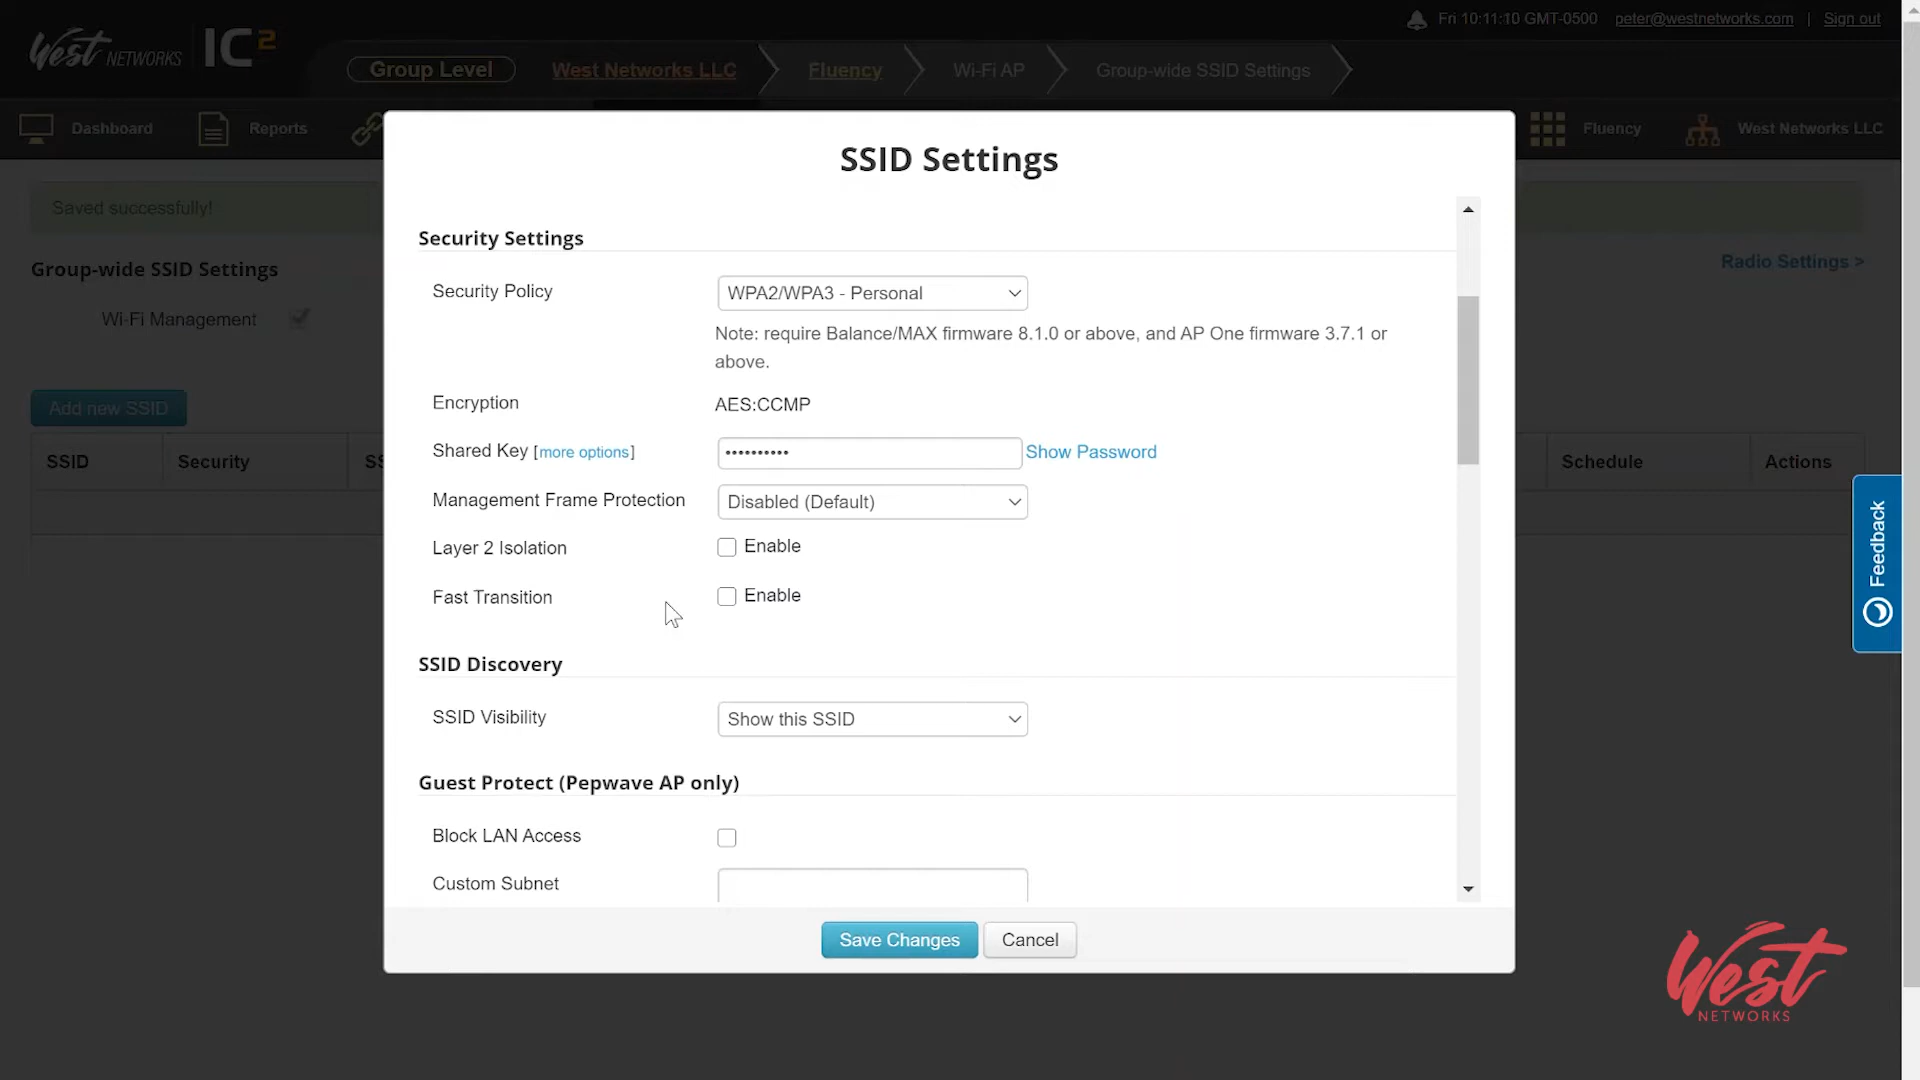 Fri 10:11:10 GMT-0500 peter@westnetworks.com | Sign out
West NETWORKS IC2
Group Level West Networks LLC Fluency Wi-Fi AP Group-wide SSID Settings
Dashboard Reports Fluency West Networks LLC
SSID Settings
Saved successfully!
Security Settings
Group-wide SSID Settings
Radio Settings >
Security Policy WPA2/WPA3 - Personal
Wi-Fi Management
Note: require Balance/MAX firmware 8.1.0 or above, and AP One firmware 3.7.1 or
above.
Encryption AES:CCMP
Add new SSID
Shared Key [more options] •••••••••• Show Password
SSID Security SS Schedule Actions
Management Frame Protection Disabled (Default)
Layer 2 Isolation Enable
Feedback
Fast Transition Enable
SSID Discovery
SSID Visibility Show this SSID
Guest Protect (Pepwave AP only)
Block LAN Access
Custom Subnet
Save Changes Cancel
West
NETWORKS